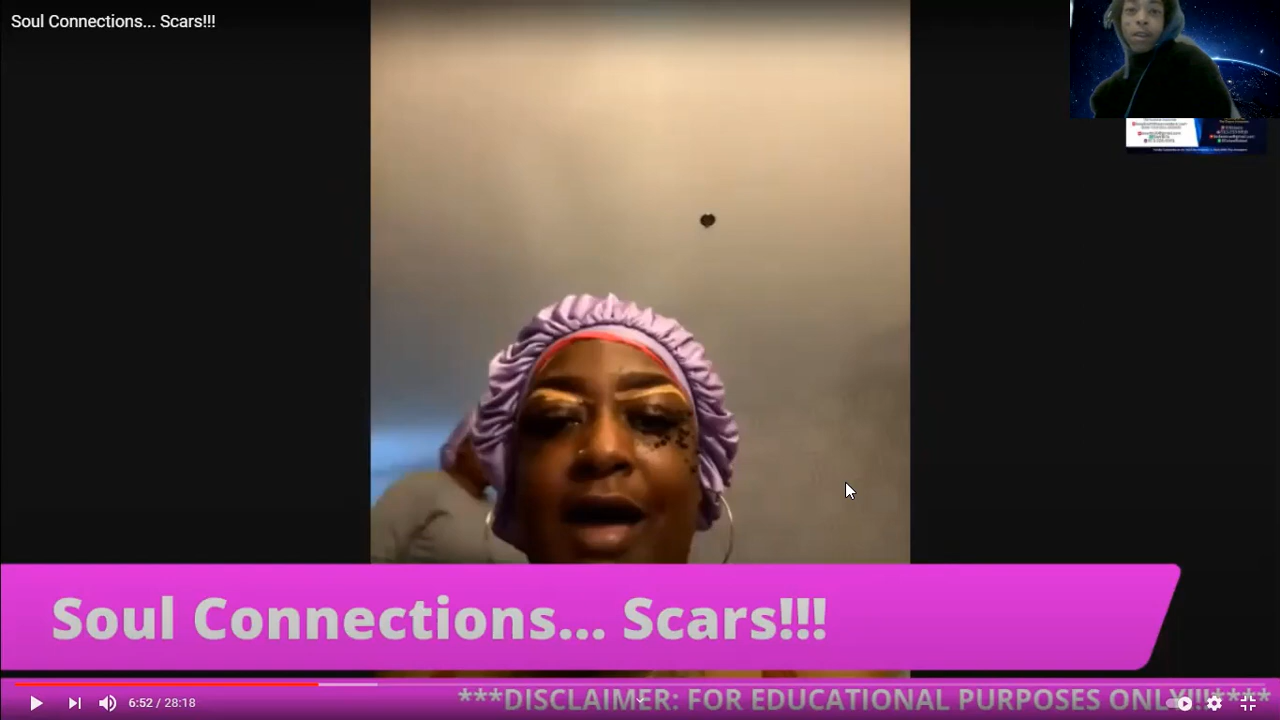 Soul Connections... Scars!!!
Soul Connections... Scars!!!
6:52 / 28:18
***DISCLAIMER: FOR EDUCATIONAL PURPOSES ONLY!!!****